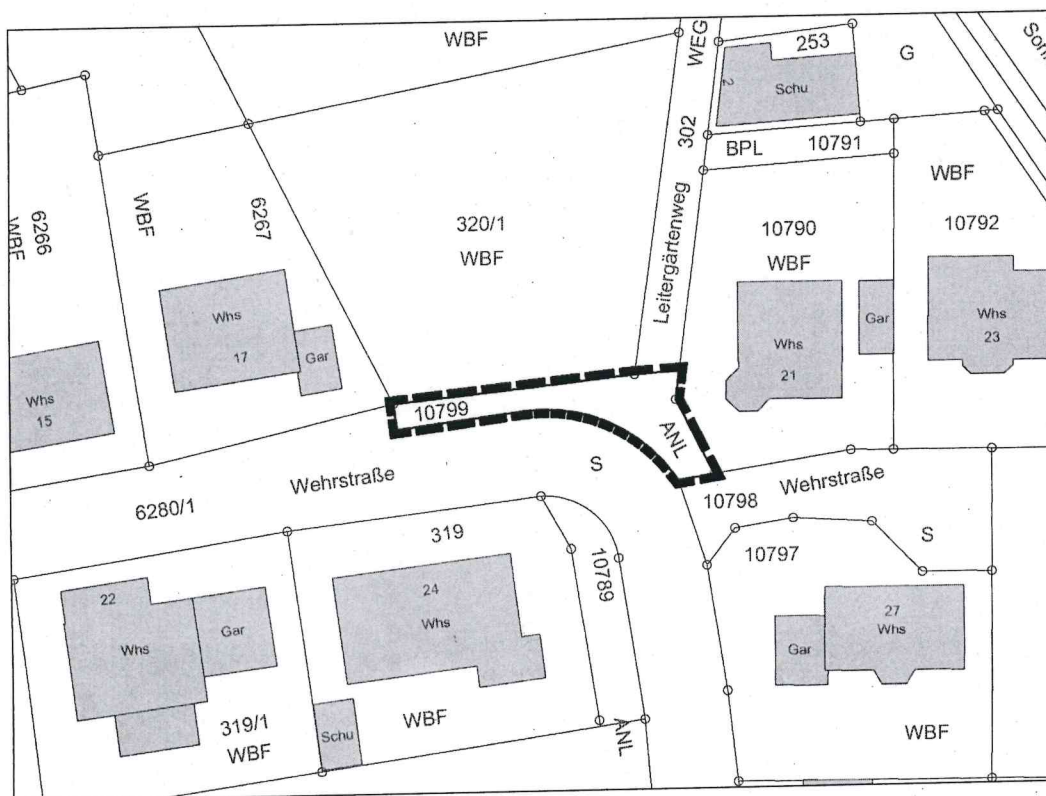 WBF
WEG
253
Schu
2
G
302
BPL
10791
6266
WBF
WBF
6267
320/1
WBF
Leitergärtenweg
10790
WBF
WBF
10792
Whs
17
Gar
Whs
15
Whs
21
Gar
Whs
23
10799
ANL
Wehrstraße
S
6280/1
10798
Wehrstraße
S
10797
319
10789
22
Whs
Gar
24
Whs
27
Whs
Gar
319/1
WBF
Schu
WBF
ANL
WBF